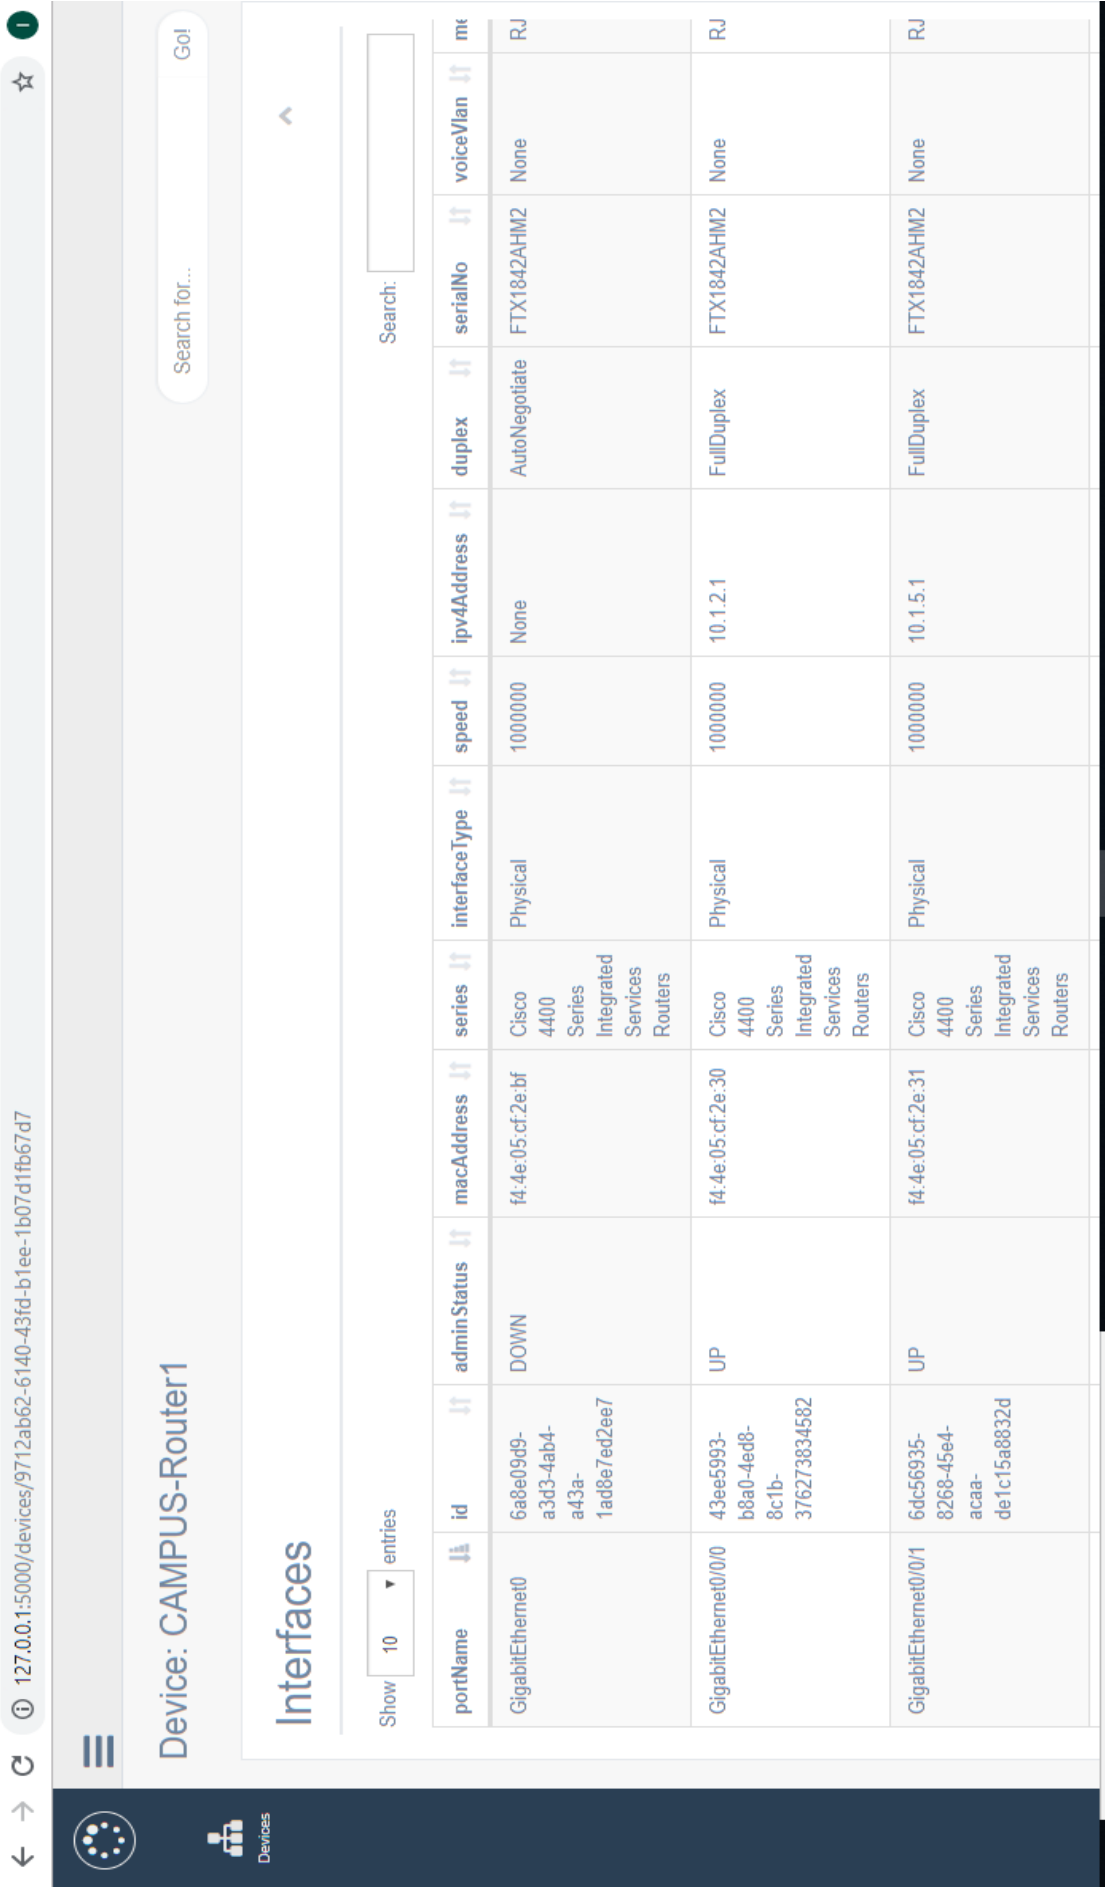 127.0.0.1:5000/devices/9712ab62-6140-43fd-b1ee-1b07d1fb67d7
I
Devices
Device: CAMPUS-Router1
Search for...
Go!
Interfaces
Show 10 entries
Search:
portName id adminStatus macAddress series interfaceType speed ipv4Address duplex serialNo voiceVlan me
GigabitEthernet0 6a8e09d9- DOWN f4:4e:05:cf:2e:bf Cisco Physical 1000000 None AutoNegotiate FTX1842AHM2 None RJ
a3d3-4ab4- 4400
a43a- Series
1ad8e7ed2ee7 Integrated
Services
Routers
GigabitEthernet0/0/0 43ee5993- UP f4:4e:05:cf:2e:30 Cisco Physical 1000000 10.1.2.1 FullDuplex FTX1842AHM2 None RJ
b8a0-4ed8- 4400
8c1b- Series
376273834582 Integrated
Services
Routers
GigabitEthernet0/0/1 6dc56935- UP f4:4e:05:cf:2e:31 Cisco Physical 1000000 10.1.5.1 FullDuplex FTX1842AHM2 None RJ
8268-45e4- 4400
acaa- Series
de1c15a8832d Integrated
Services
Routers